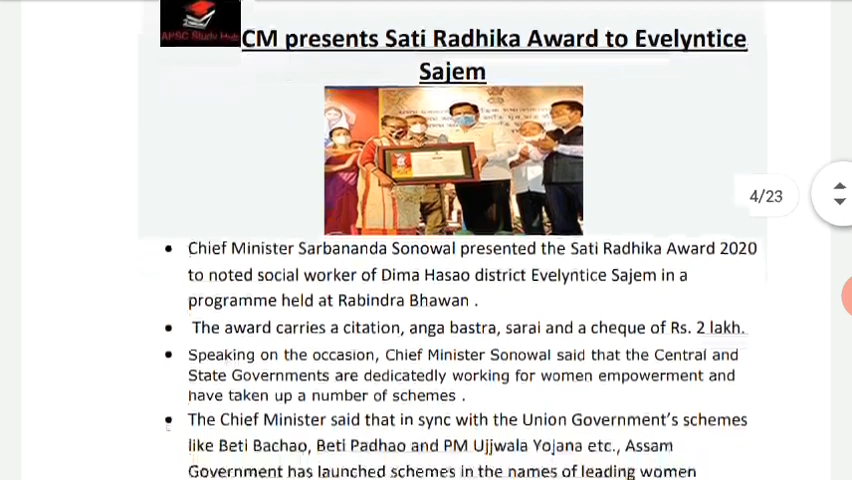 APSC Study Hub
CM presents Sati Radhika Award to Evelyntice
Sajem
4/23
• Chief Minister Sarbananda Sonowal presented the Sati Radhika Award 2020
to noted social worker of Dima Hasao district Evelyntice Sajem in a
programme held at Rabindra Bhawan .
• The award carries a citation, anga bastra, sarai and a cheque of Rs. 2 lakh.
• Speaking on the occasion, Chief Minister Sonowal said that the Central and
State Governments are dedicatedly working for women empowerment and
have taken up a number of schemes .
• The Chief Minister said that in sync with the Union Government's schemes
like Beti Bachao, Beti Padhao and PM Ujjwala Yojana etc., Assam
Government has launched schemes in the names of leading women